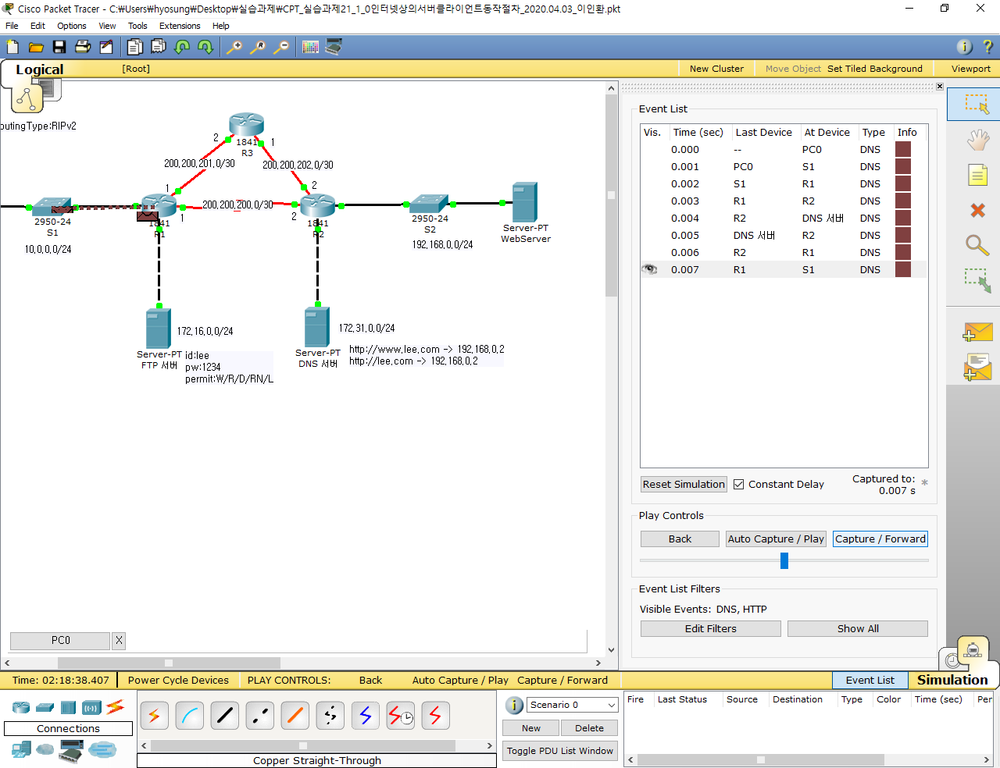 Cisco Packet Tracer - C:₩Users₩hyosung₩Desktop₩실습과제₩CPT_실습과제21_1_0인터넷상의서버클라이언트동작절차_2020.04.03_이인환.pkt
File Edit Options View Tools Extensions Help
Logical [Root] New Cluster Move Object Set Tiled Background Viewport
outingType:RIPv2
2
1841
R3
1
200.200.201.0/30
200.200.202.0/30
1
2
200.200.200.0/30
1
2
2950-24
S1
10.0.0.0/24
1841
R1
1841
R2
2950-24
S2
192.168.0.0/24
Server-PT
WebServer
172.16.0.0/24
Server-PT
FTP 서버
id:lee
pw:1234
permit:W/R/D/RN/L
172.31.0.0/24
Server-PT
DNS 서버
http://www.lee.com -> 192.168.0.2
http://lee.com -> 192.168.0.2
PC0 X
Event List
Vis. Time (sec) Last Device At Device Type Info
0.000 -- PC0 DNS
0.001 PC0 S1 DNS
0.002 S1 R1 DNS
0.003 R1 R2 DNS
0.004 R2 DNS 서버 DNS
0.005 DNS 서버 R2 DNS
0.006 R2 R1 DNS
0.007 R1 S1 DNS
Reset Simulation Constant Delay Captured to: *
0.007 s
Play Controls
Back Auto Capture / Play Capture / Forward
Event List Filters
Visible Events: DNS, HTTP
Edit Filters Show All
Time: 02:18:38.407 Power Cycle Devices PLAY CONTROLS: Back Auto Capture / Play Capture / Forward Event List Simulation
Connections
Copper Straight-Through
Scenario 0
New Delete
Toggle PDU List Window
Fire Last Status Source Destination Type Color Time (sec) Per